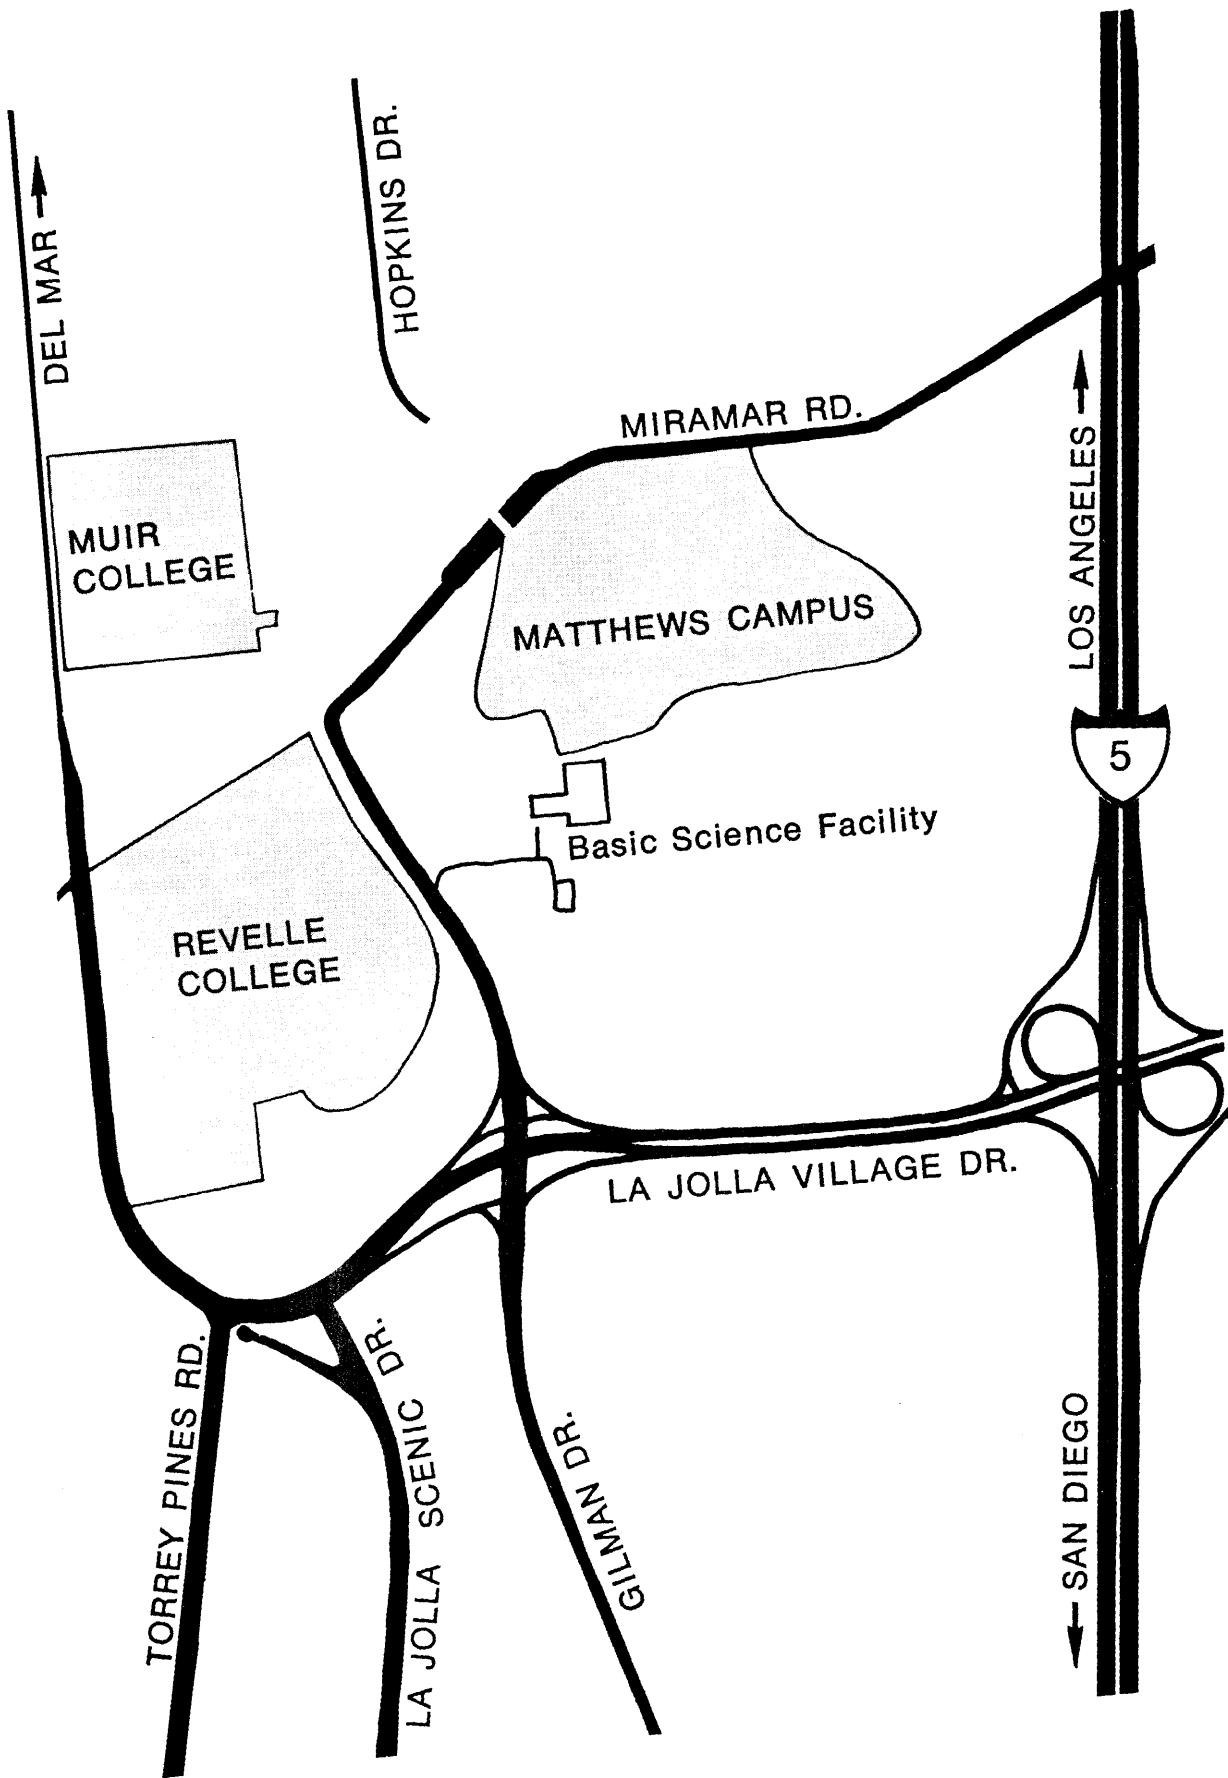 HOPKINS DR.
DEL MAR
MIRAMAR RD.
LOS ANGELES
MUIR
COLLEGE
MATTHEWS CAMPUS
5
Basic Science Facility
REVELLE
COLLEGE
LA JOLLA VILLAGE DR.
TORREY PINES RD.
LA JOLLA SCENIC DR.
GILMAN DR.
SAN DIEGO